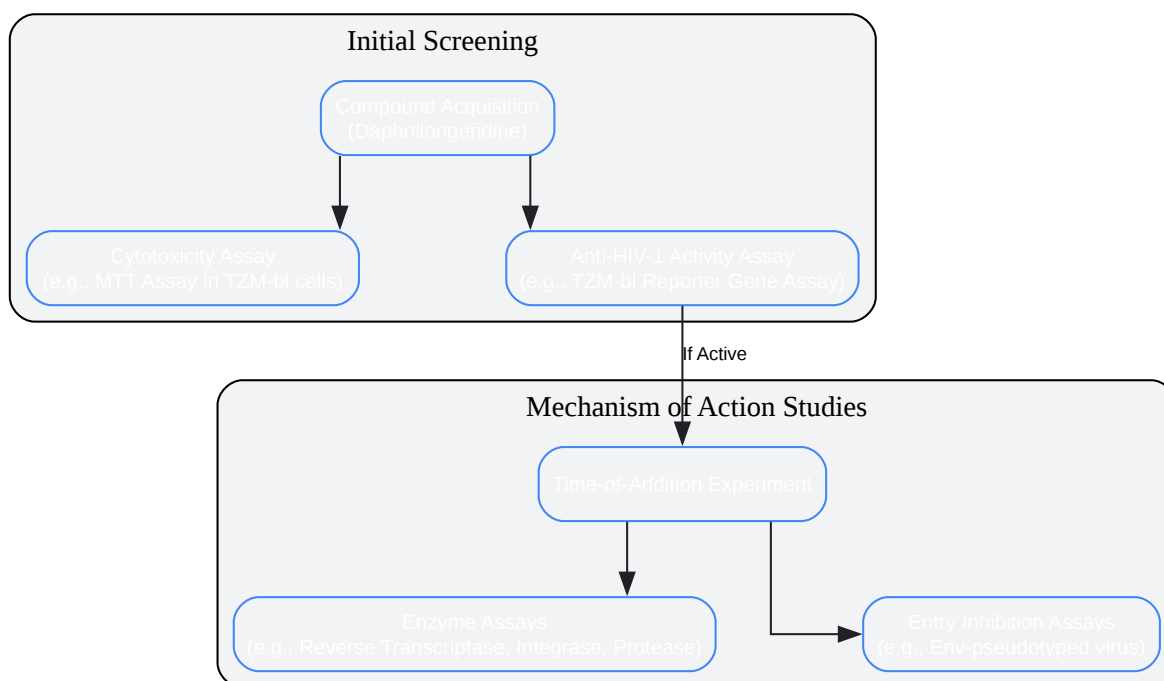 Initial Screening
Compound Acquisition
(Daphnilongeridine)
Cytotoxicity Assay
(e.g., MTT Assay in TZM-bl cells)
Anti-HIV-1 Activity Assay
(e.g., TZM-bl Reporter Gene Assay)
If Active
Mechanism of Action Studies
Time-of-Addition Experiment
Enzyme Assays
(e.g., Reverse Transcriptase, Integrase, Protease)
Entry Inhibition Assays
(e.g., Env-pseudotyped virus)